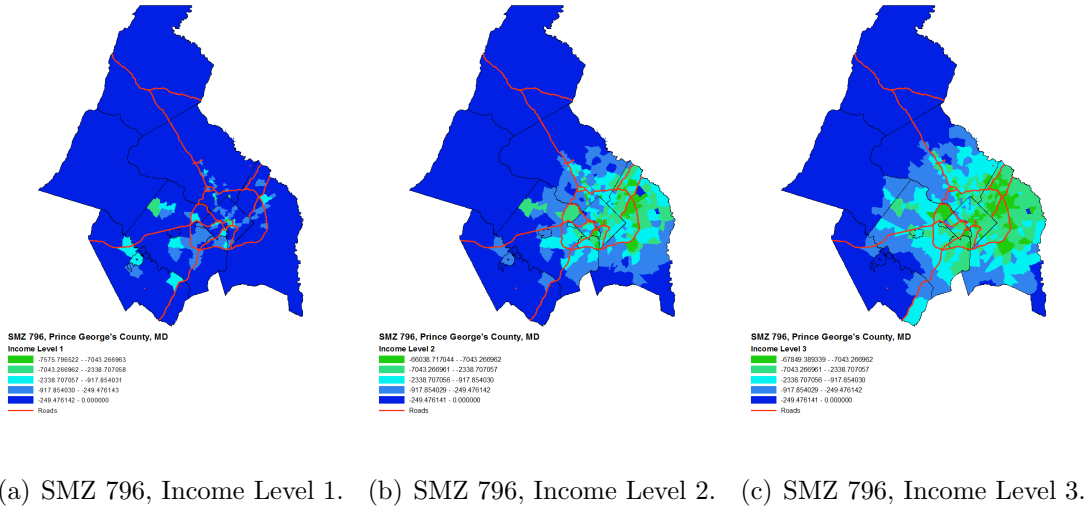 SMZ 796, Prince George's County, MD
Income Level 1
-7575.796522 - -7043.266963
-7043.266962 - -2338.707058
-2338.707057 - -917.854031
-917.854030 - -249.476143
-249.476142 - 0.000000
Roads
SMZ 796, Prince George's County, MD
Income Level 2
-66038.717044 - -7043.266962
-7043.266961 - -2338.707057
-2338.707056 - -917.854030
-917.854029 - -249.476142
-249.476141 - 0.000000
Roads
SMZ 796, Prince George's County, MD
Income Level 3
-67849.389339 - -7043.266962
-7043.266961 - -2338.707057
-2338.707056 - -917.854030
-917.854029 - -249.476142
-249.476141 - 0.000000
Roads
(a) SMZ 796, Income Level 1. (b) SMZ 796, Income Level 2. (c) SMZ 796, Income Level 3.